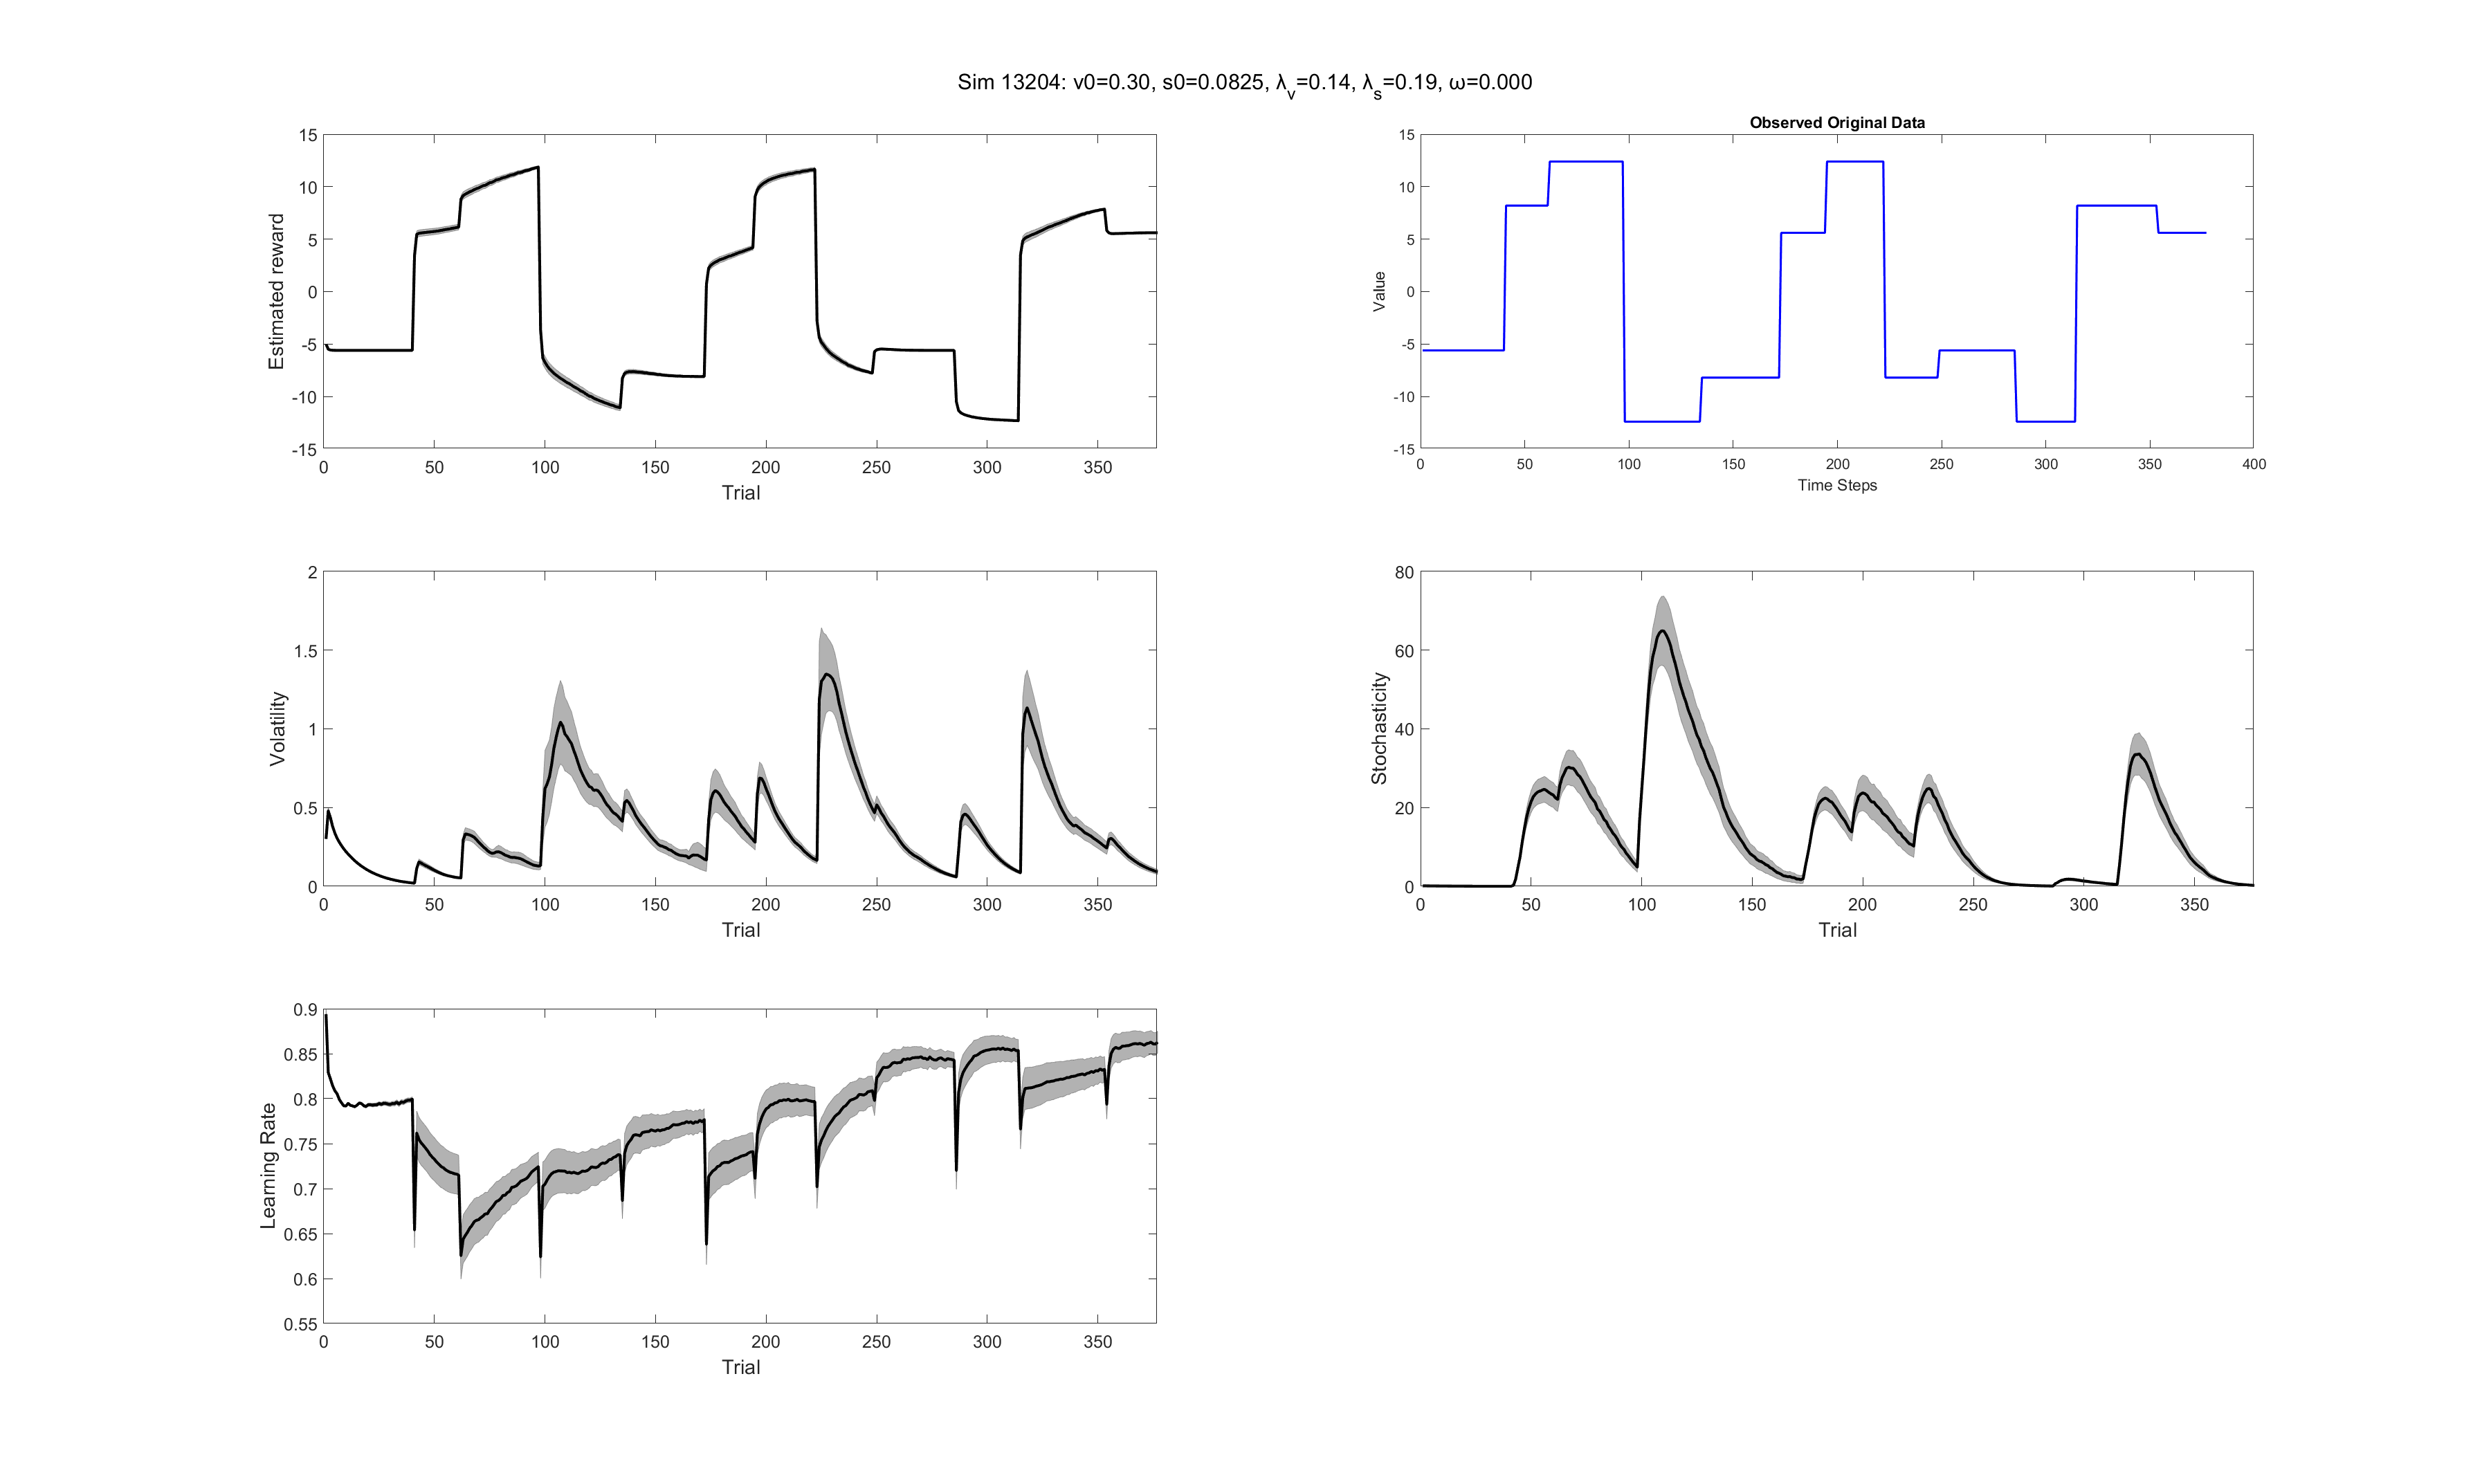 Sim 13204: v0=0.30, s0=0.0825, λv=0.14, λs=0.19, ω=0.000
Estimated reward
15
10
5
0
-5
-10
-15
0 50 100 150 200 250 300 350
Trial
Observed Original Data
Value
15
10
5
0
-5
-10
-15
0 50 100 150 200 250 300 350 400
Time Steps
Volatility
2
1.5
1
0.5
0
0 50 100 150 200 250 300 350
Trial
Stochasticity
80
60
40
20
0
0 50 100 150 200 250 300 350
Trial
Learning Rate
0.9
0.85
0.8
0.75
0.7
0.65
0.6
0.55
0 50 100 150 200 250 300 350
Trial